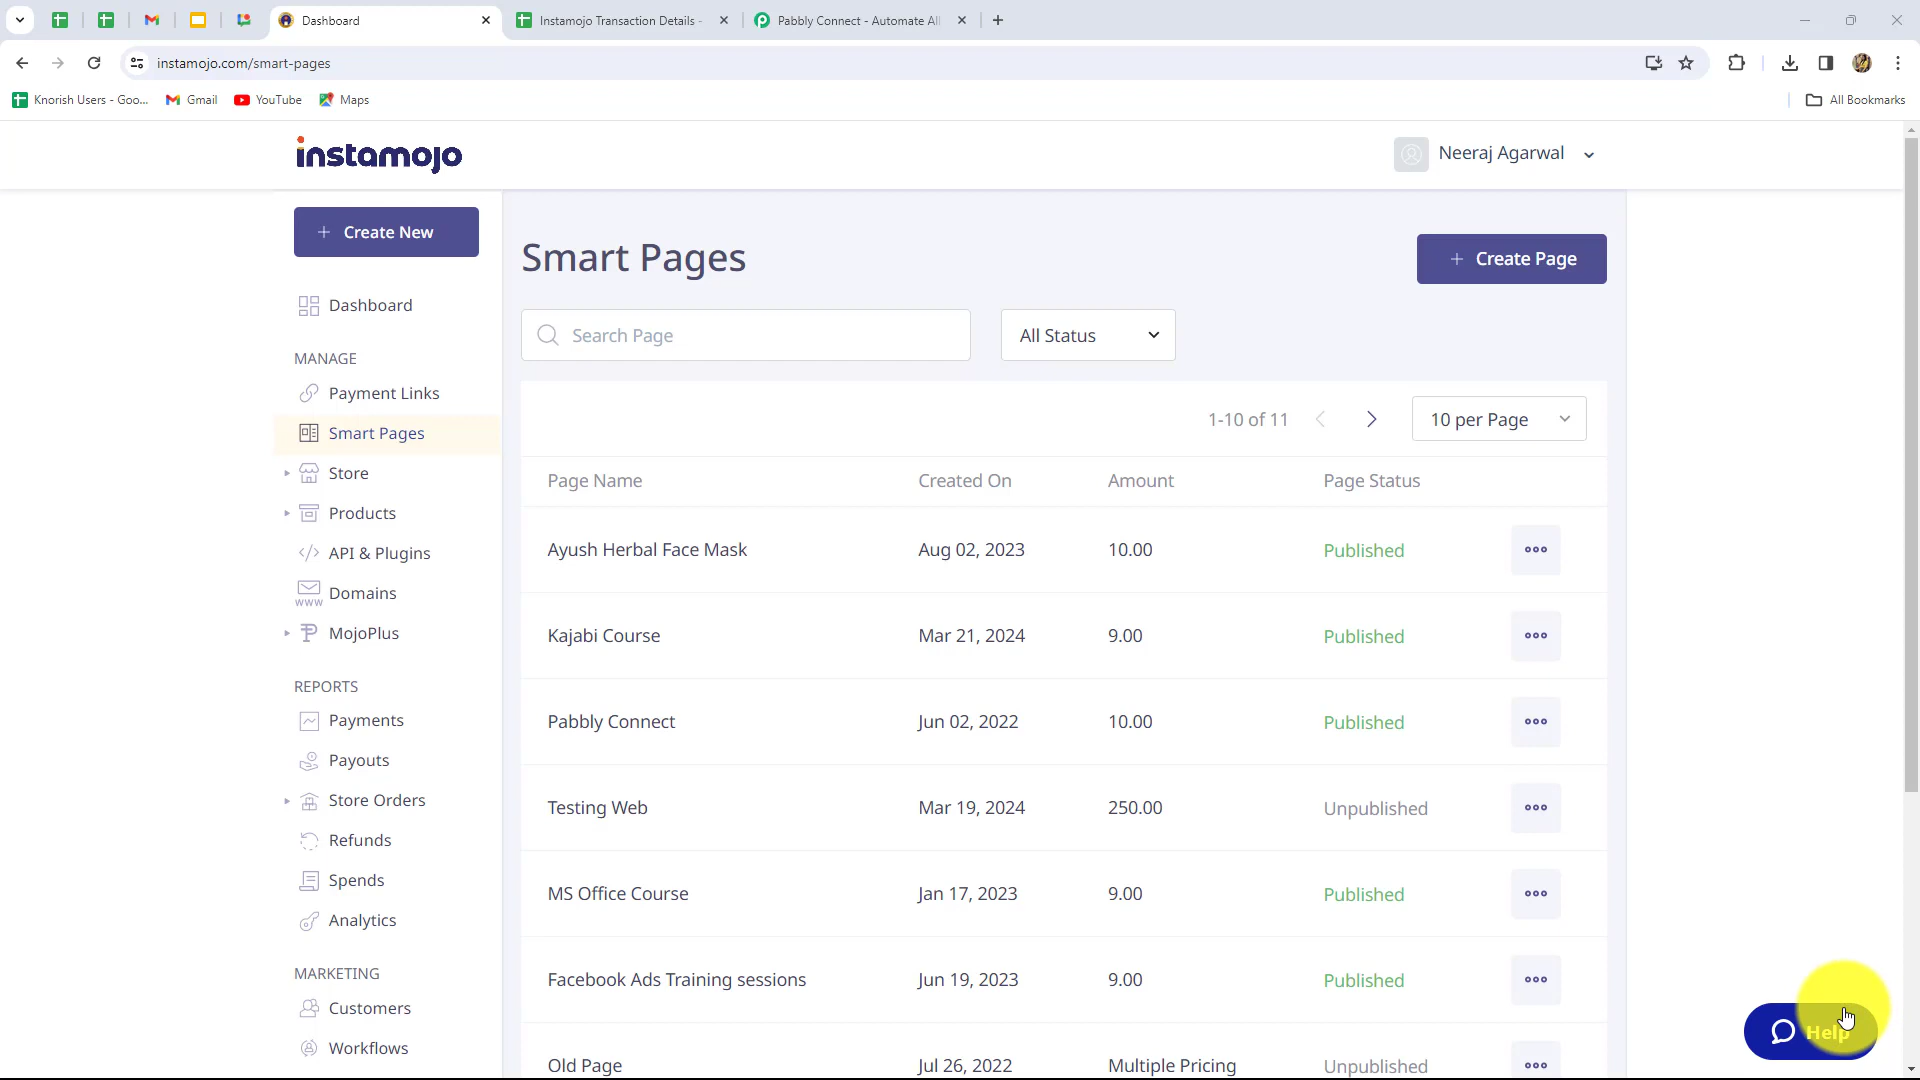 Dashboard
Instamojo Transaction Details -
Pabbly Connect - Automate All
instamojo.com/smart-pages
Knorish Users - Goo...
Gmail
YouTube
Maps
All Bookmarks
instamojo
Neeraj Agarwal
Create New
Dashboard
MANAGE
Payment Links
Smart Pages
Store
Products
API & Plugins
Domains
MojoPlus
REPORTS
Payments
Payouts
Store Orders
Refunds
Spends
Analytics
MARKETING
Customers
Workflows
Smart Pages
Create Page
Search Page
All Status
1-10 of 11
10 per Page
Page Name Created On Amount Page Status
Ayush Herbal Face Mask Aug 02, 2023 10.00 Published
Kajabi Course Mar 21, 2024 9.00 Published
Pabbly Connect Jun 02, 2022 10.00 Published
Testing Web Mar 19, 2024 250.00 Unpublished
MS Office Course Jan 17, 2023 9.00 Published
Facebook Ads Training sessions Jun 19, 2023 9.00 Published
Old Page Jul 26, 2022 Multiple Pricing Unpublished
Help